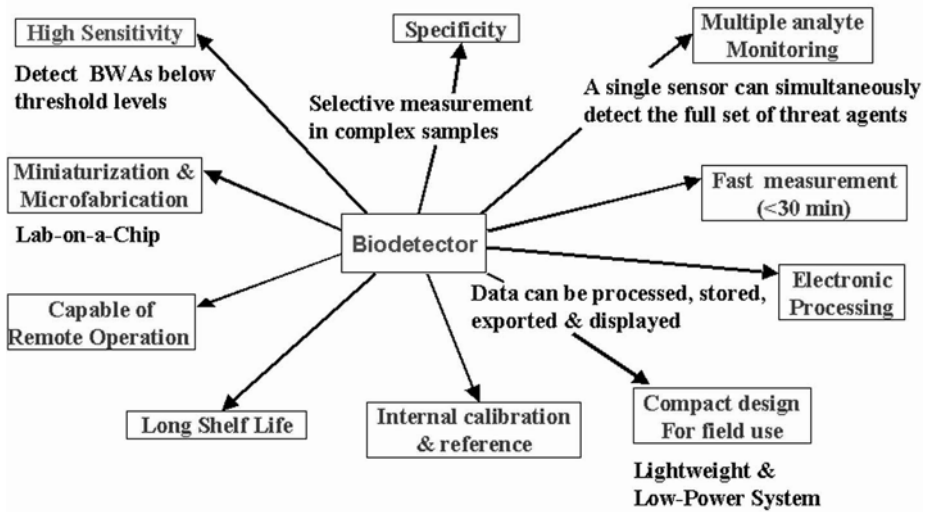 High Sensitivity
Detect BWAs below
threshold levels
Specificity
Selective measurement
in complex samples
Multiple analyte
Monitoring
A single sensor can simultaneously
detect the full set of threat agents
Miniaturization &
Microfabrication
Lab-on-a-Chip
Biodetector
Fast measurement
(<30 min)
Electronic
Processing
Data can be processed, stored,
exported & displayed
Capable of
Remote Operation
Long Shelf Life
Internal calibration
& reference
Compact design
For field use
Lightweight &
Low-Power System